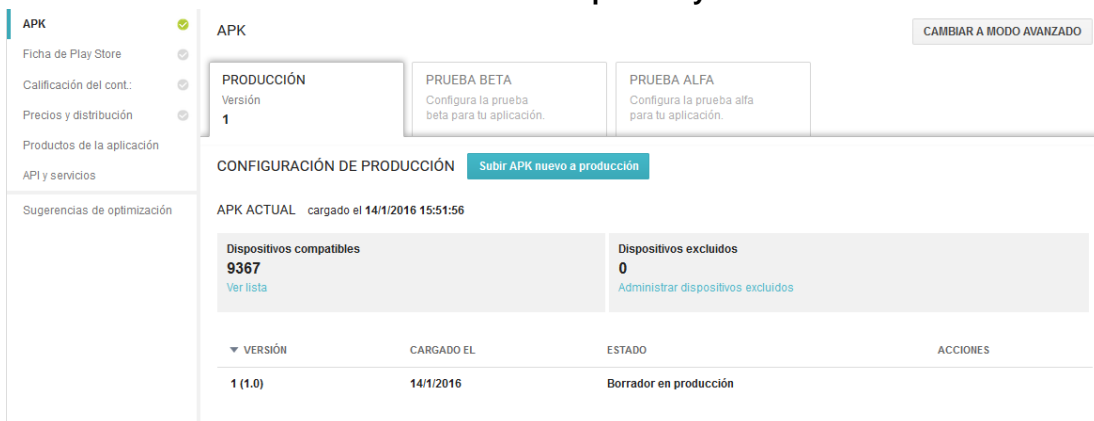 APK
Ficha de Play Store
Calificación del cont.:
Precios y distribución
Productos de la aplicación
API y servicios
Sugerencias de optimización
APK
CAMBIAR A MODO AVANZADO
PRODUCCIÓN
Versión
1
PRUEBA BETA
Configura la prueba
beta para tu aplicación.
PRUEBA ALFA
Configura la prueba alfa
para tu aplicación.
CONFIGURACIÓN DE PRODUCCIÓN Subir APK nuevo a producción
APK ACTUAL cargado el 14/1/2016 15:51:56
Dispositivos compatibles
9367
Ver lista
Dispositivos excluidos
0
Administrar dispositivos excluidos
VERSIÓN CARGADO EL ESTADO ACCIONES
1 (1.0) 14/1/2016 Borrador en producción